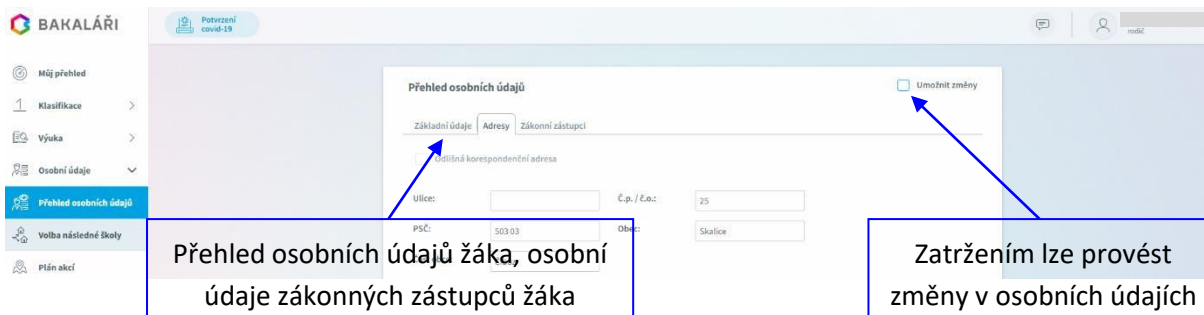 BAKALÁŘI
Potvrzení
covid-19
rodič
Můj přehled
Klasifikace
Výuka
Osobní údaje
Přehled osobních údajů
Volba následné školy
Plán akcí
Přehled osobních údajů
Umožnit změny
Základní údaje
Adresy
Zákonní zástupci
Odlišná korespondenční adresa
Ulice:
Č.p. / č.o.:
25
PSČ:
503 03
Obec:
Skalice
Přehled osobních údajů žáka, osobní
údaje zákonných zástupců žáka
Zatržením lze provést
změny v osobních údajích